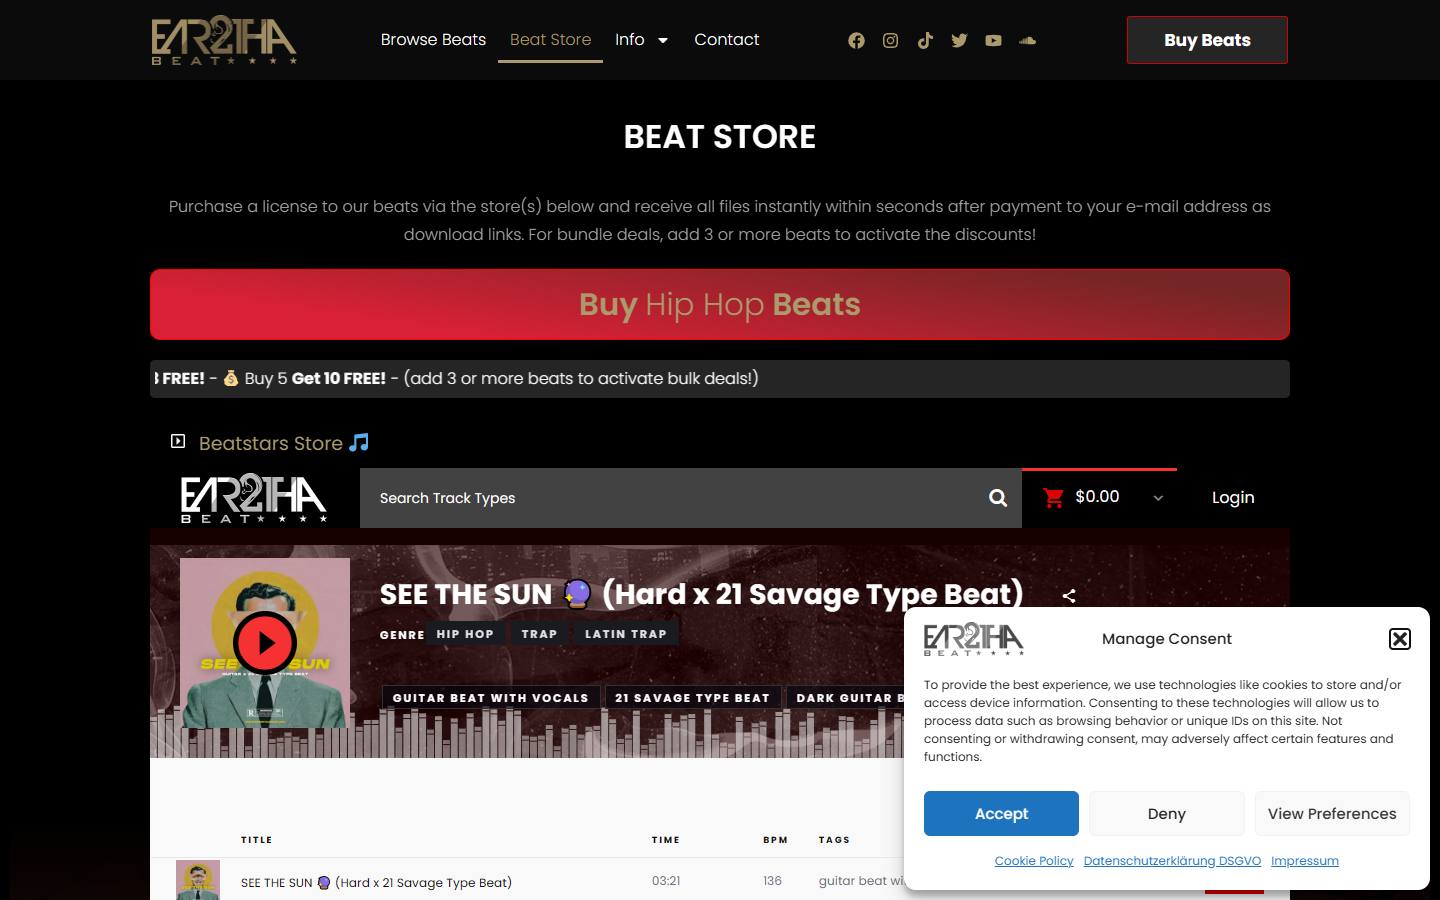 EAR2THA
BEAT
Browse Beats
Beat Store
Info
Contact
Buy Beats
BEAT STORE
Purchase a license to our beats via the store(s) below and receive all files instantly within seconds after payment to your e-mail address as
download links. For bundle deals, add 3 or more beats to activate the discounts!
Buy Hip Hop Beats
FREE! - 💰 Buy 5 Get 10 FREE! - (add 3 or more beats to activate bulk deals!)
Beatstars Store 🎵
EAR2THA
BEAT
Search Track Types
$0.00
Login
SEE THE SUN 🔮 (Hard x 21 Savage Type Beat)
GENRE HIP HOP TRAP LATIN TRAP
GUITAR BEAT WITH VOCALS 21 SAVAGE TYPE BEAT DARK GUITAR
EAR2THA
BEAT
Manage Consent
To provide the best experience, we use technologies like cookies to store and/or
access device information. Consenting to these technologies will allow us to
process data such as browsing behavior or unique IDs on this site. Not
consenting or withdrawing consent, may adversely affect certain features and
functions.
Accept
Deny
View Preferences
Cookie Policy Datenschutzerklärung DSGVO Impressum
TITLE TIME BPM TAGS
SEE THE SUN 🔮 (Hard x 21 Savage Type Beat) 03:21 136 guitar beat